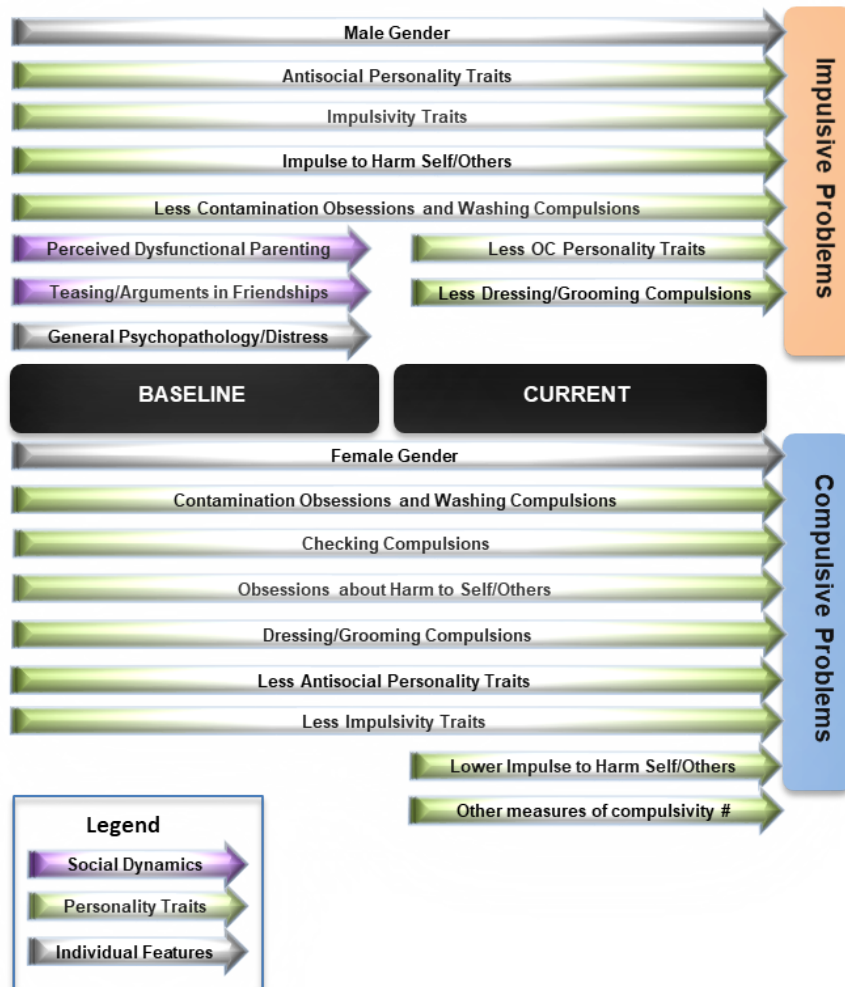 Male Gender
Antisocial Personality Traits
Impulsivity Traits
Impulse to Harm Self/Others
Less Contamination Obsessions and Washing Compulsions
Perceived Dysfunctional Parenting
Less OC Personality Traits
Teasing/Arguments in Friendships
Less Dressing/Grooming Compulsions
General Psychopathology/Distress
Impulsive Problems
BASELINE
CURRENT
Female Gender
Contamination Obsessions and Washing Compulsions
Checking Compulsions
Obsessions about Harm to Self/Others
Dressing/Grooming Compulsions
Less Antisocial Personality Traits
Less Impulsivity Traits
Lower Impulse to Harm Self/Others
Other measures of compulsivity #
Compulsive Problems
Legend
Social Dynamics
Personality Traits
Individual Features